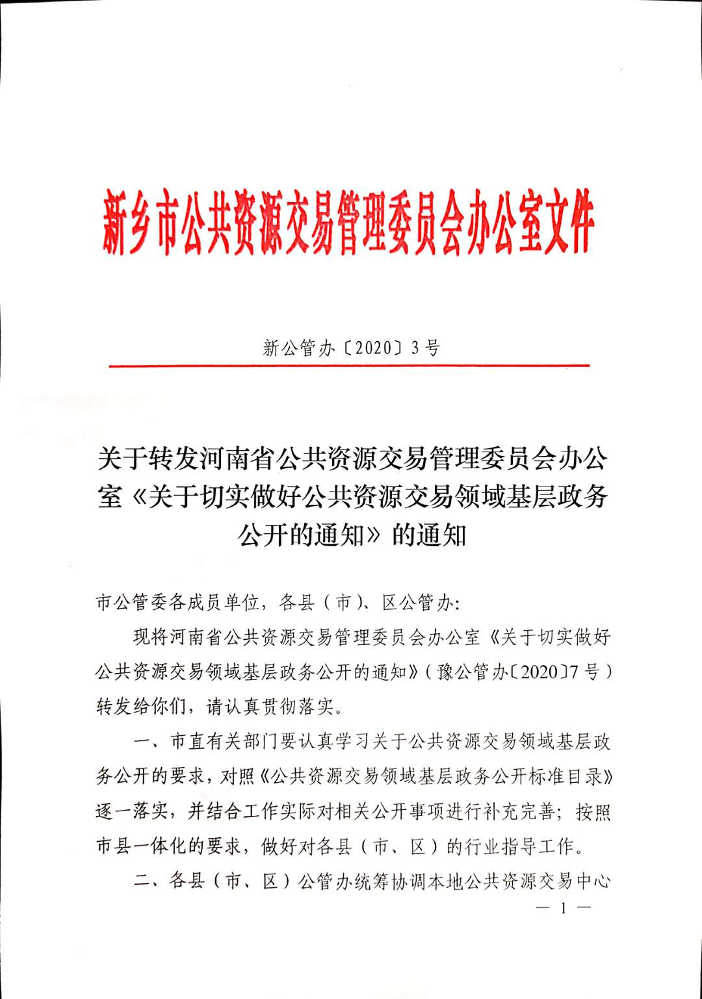 新乡市公共资源交易管理委员会办公室文件
新公管办〔2020〕3号
关于转发河南省公共资源交易管理委员会办公
室《关于切实做好公共资源交易领域基层政务
公开的通知》的通知
市公管委各成员单位，各县（市）、区公管办：
现将河南省公共资源交易管理委员会办公室《关于切实做好
公共资源交易领域基层政务公开的通知》（豫公管办〔2020〕7号）
转发给你们，请认真贯彻落实。
一、市直有关部门要认真学习关于公共资源交易领域基层政
务公开的要求，对照《公共资源交易领域基层政务公开标准目录》
逐一落实，并结合工作实际对相关公开事项进行补充完善；按照
市县一体化的要求，做好对各县（市、区）的行业指导工作。
二、各县（市、区）公管办统筹协调本地公共资源交易中心
— 1 —